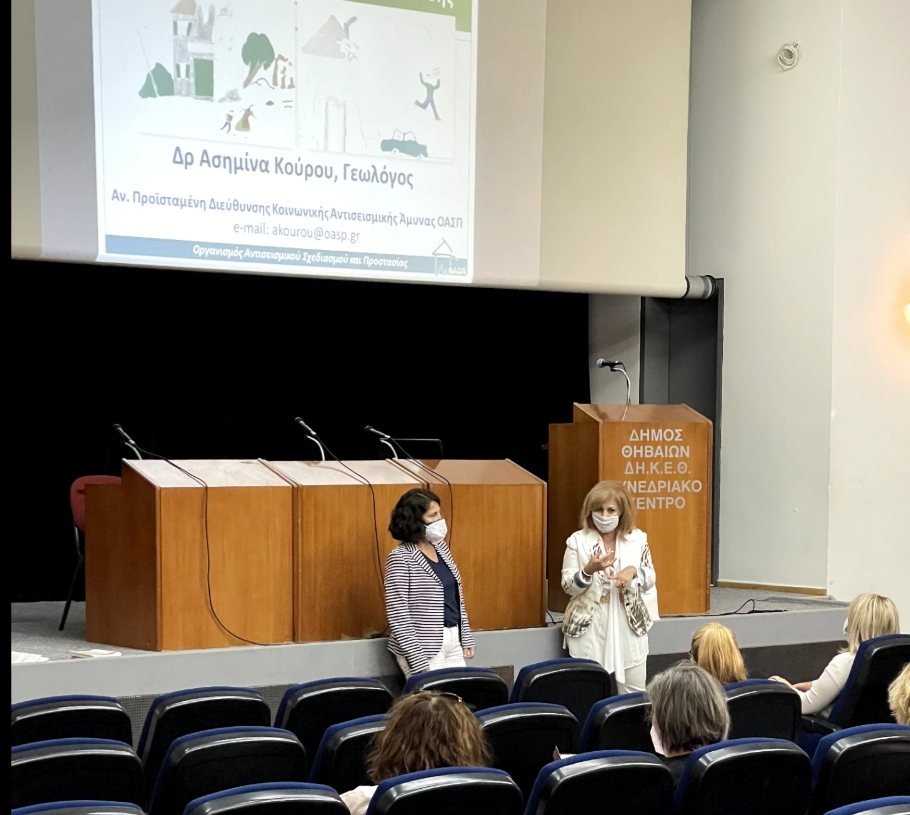 Δρ Ασημίνα Κούρου, Γεωλόγος
Αν. Προϊσταμένη Διεύθυνσης Κοινωνικής Αντισεισμικής Άμυνας ΟΑΣΠ
e-mail: akourou@oasp.gr
Οργανισμός Αντισεισμικού Σχεδιασμού και Προστασίας
ΔΗΜΟΣ
ΘΗΒΑΙΩΝ
ΔΗ.Κ.Ε.Θ.
ΥΝΕΔΡΙΑΚΟ
ΕΝΤΡΟ